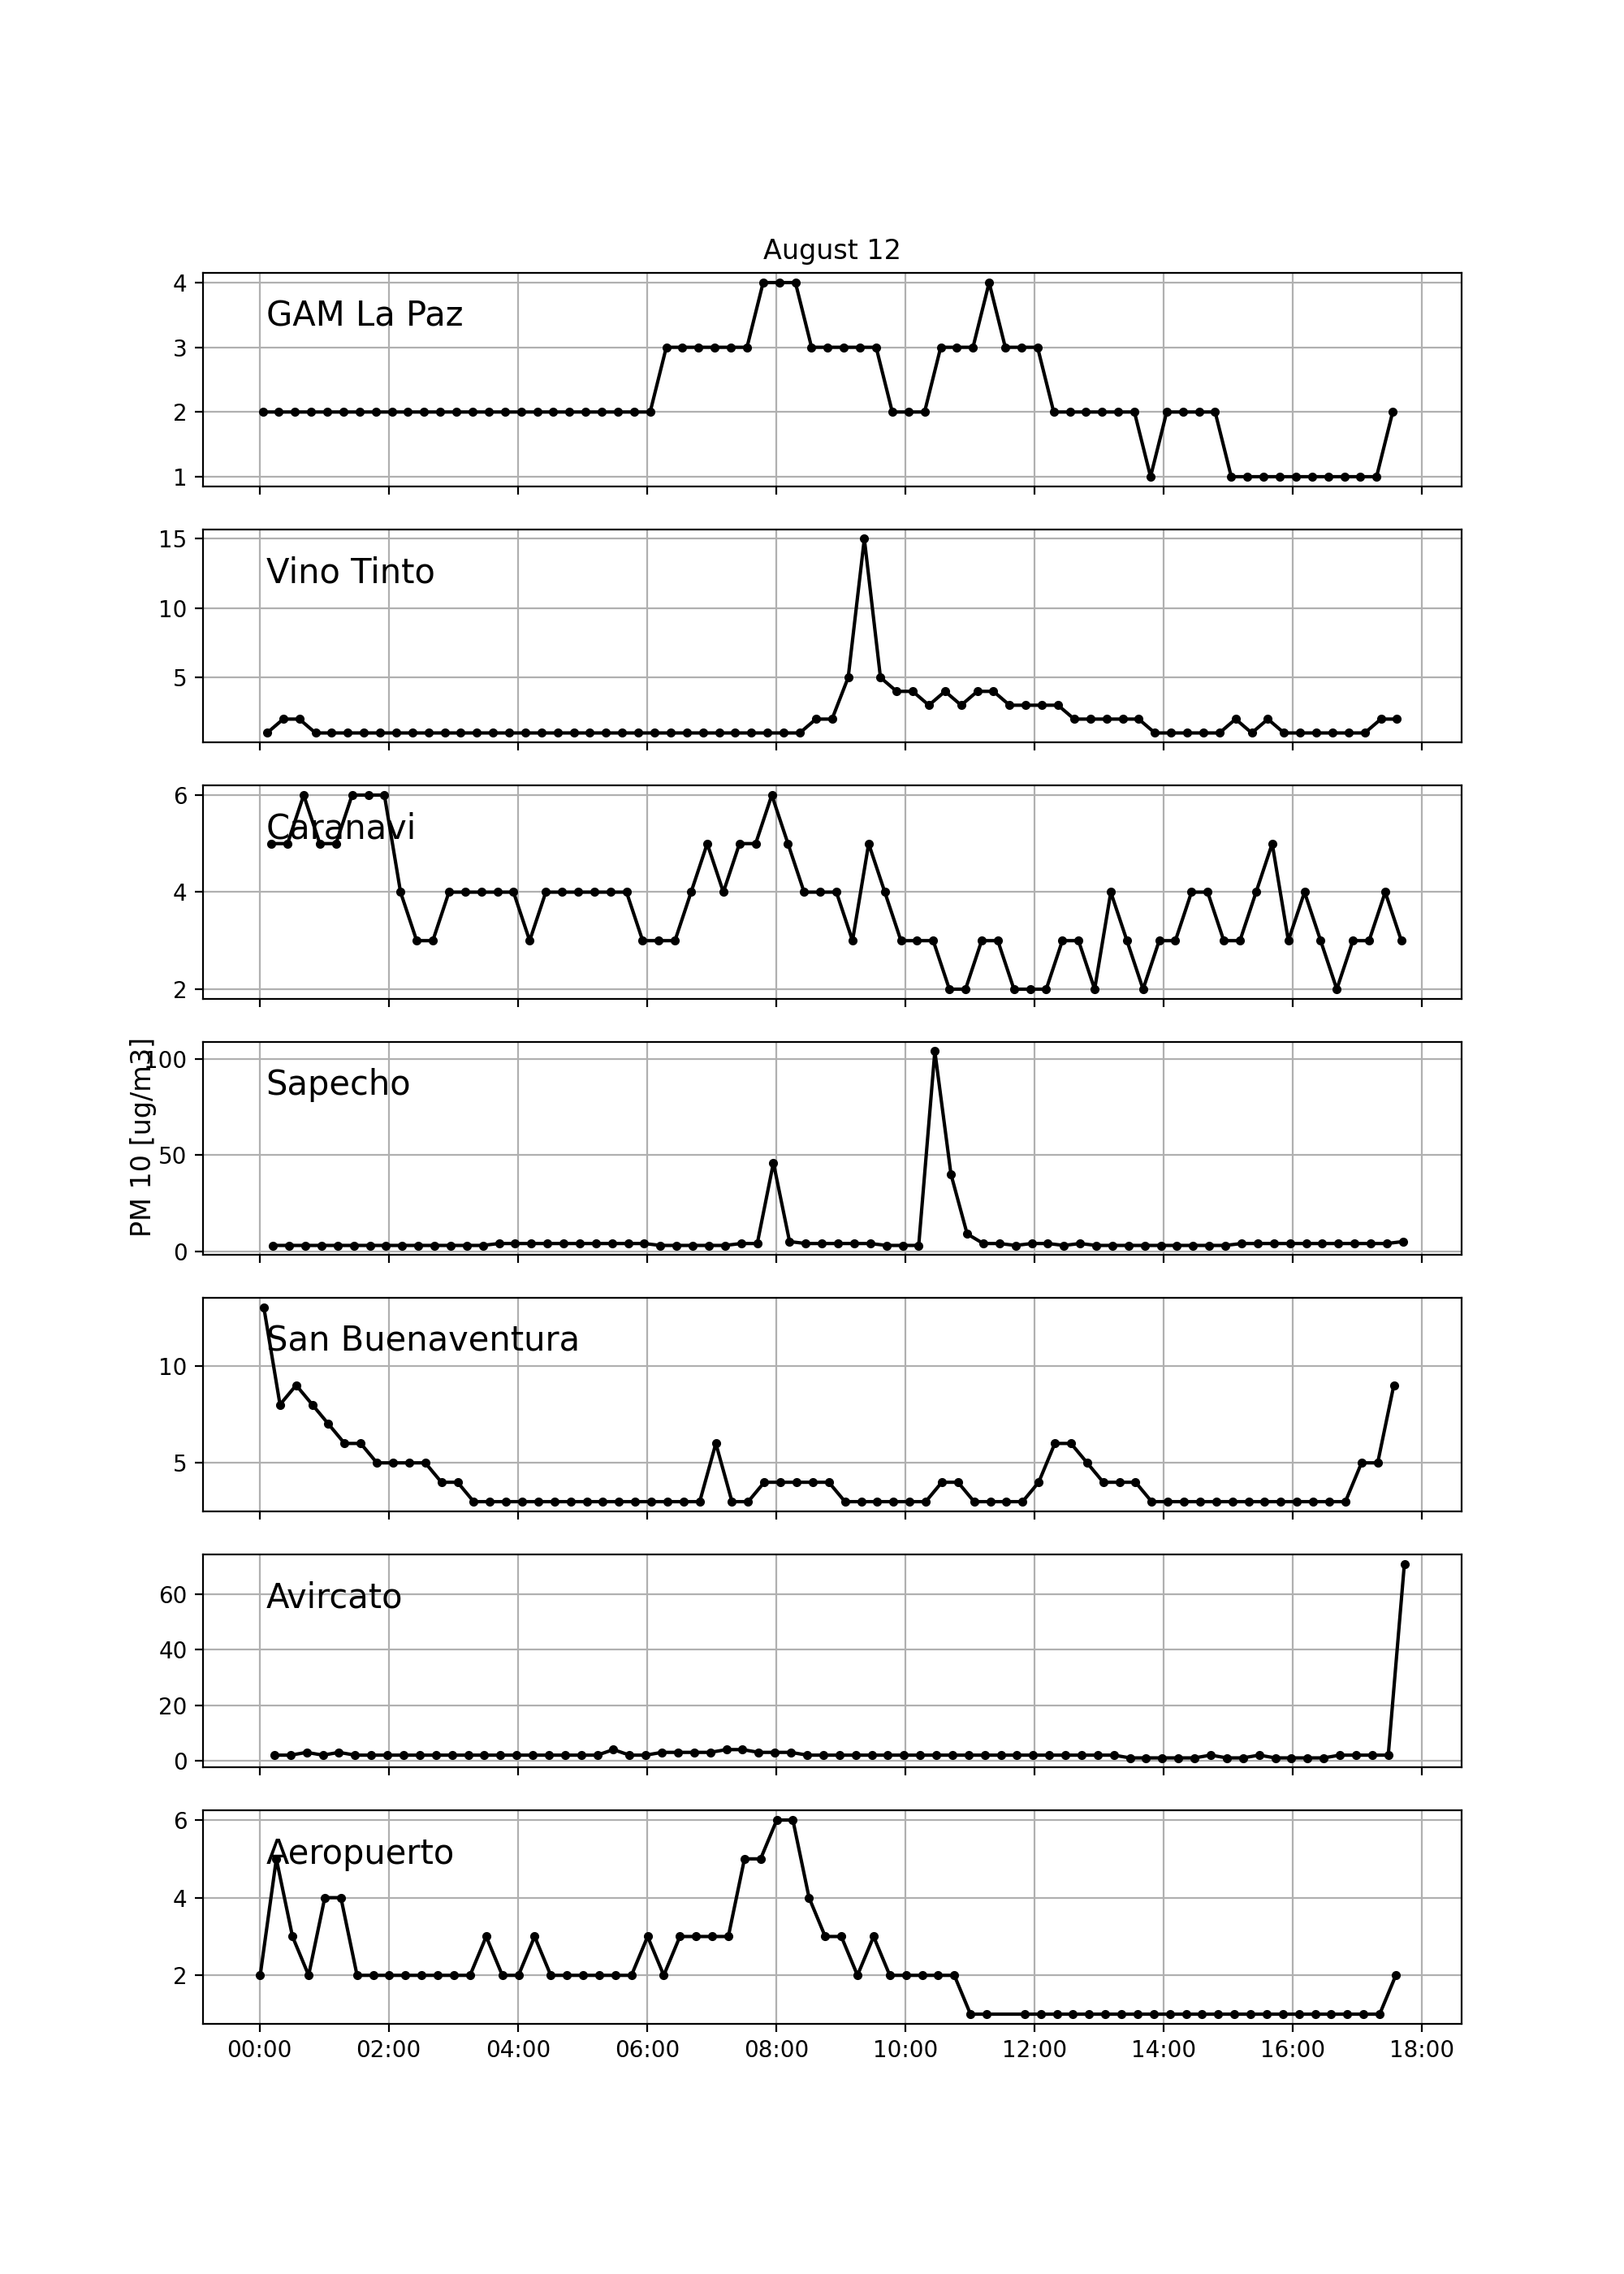 August 12
4
GAM La Paz
3
2
1
15
Vino Tinto
10
5
6
Caranavi
4
2
PM 10 [ug/m3]
100
Sapecho
50
0
San Buenaventura
10
5
60
Avircato
40
20
0
6
Aeropuerto
4
2
00:00 02:00 04:00 06:00 08:00 10:00 12:00 14:00 16:00 18:00